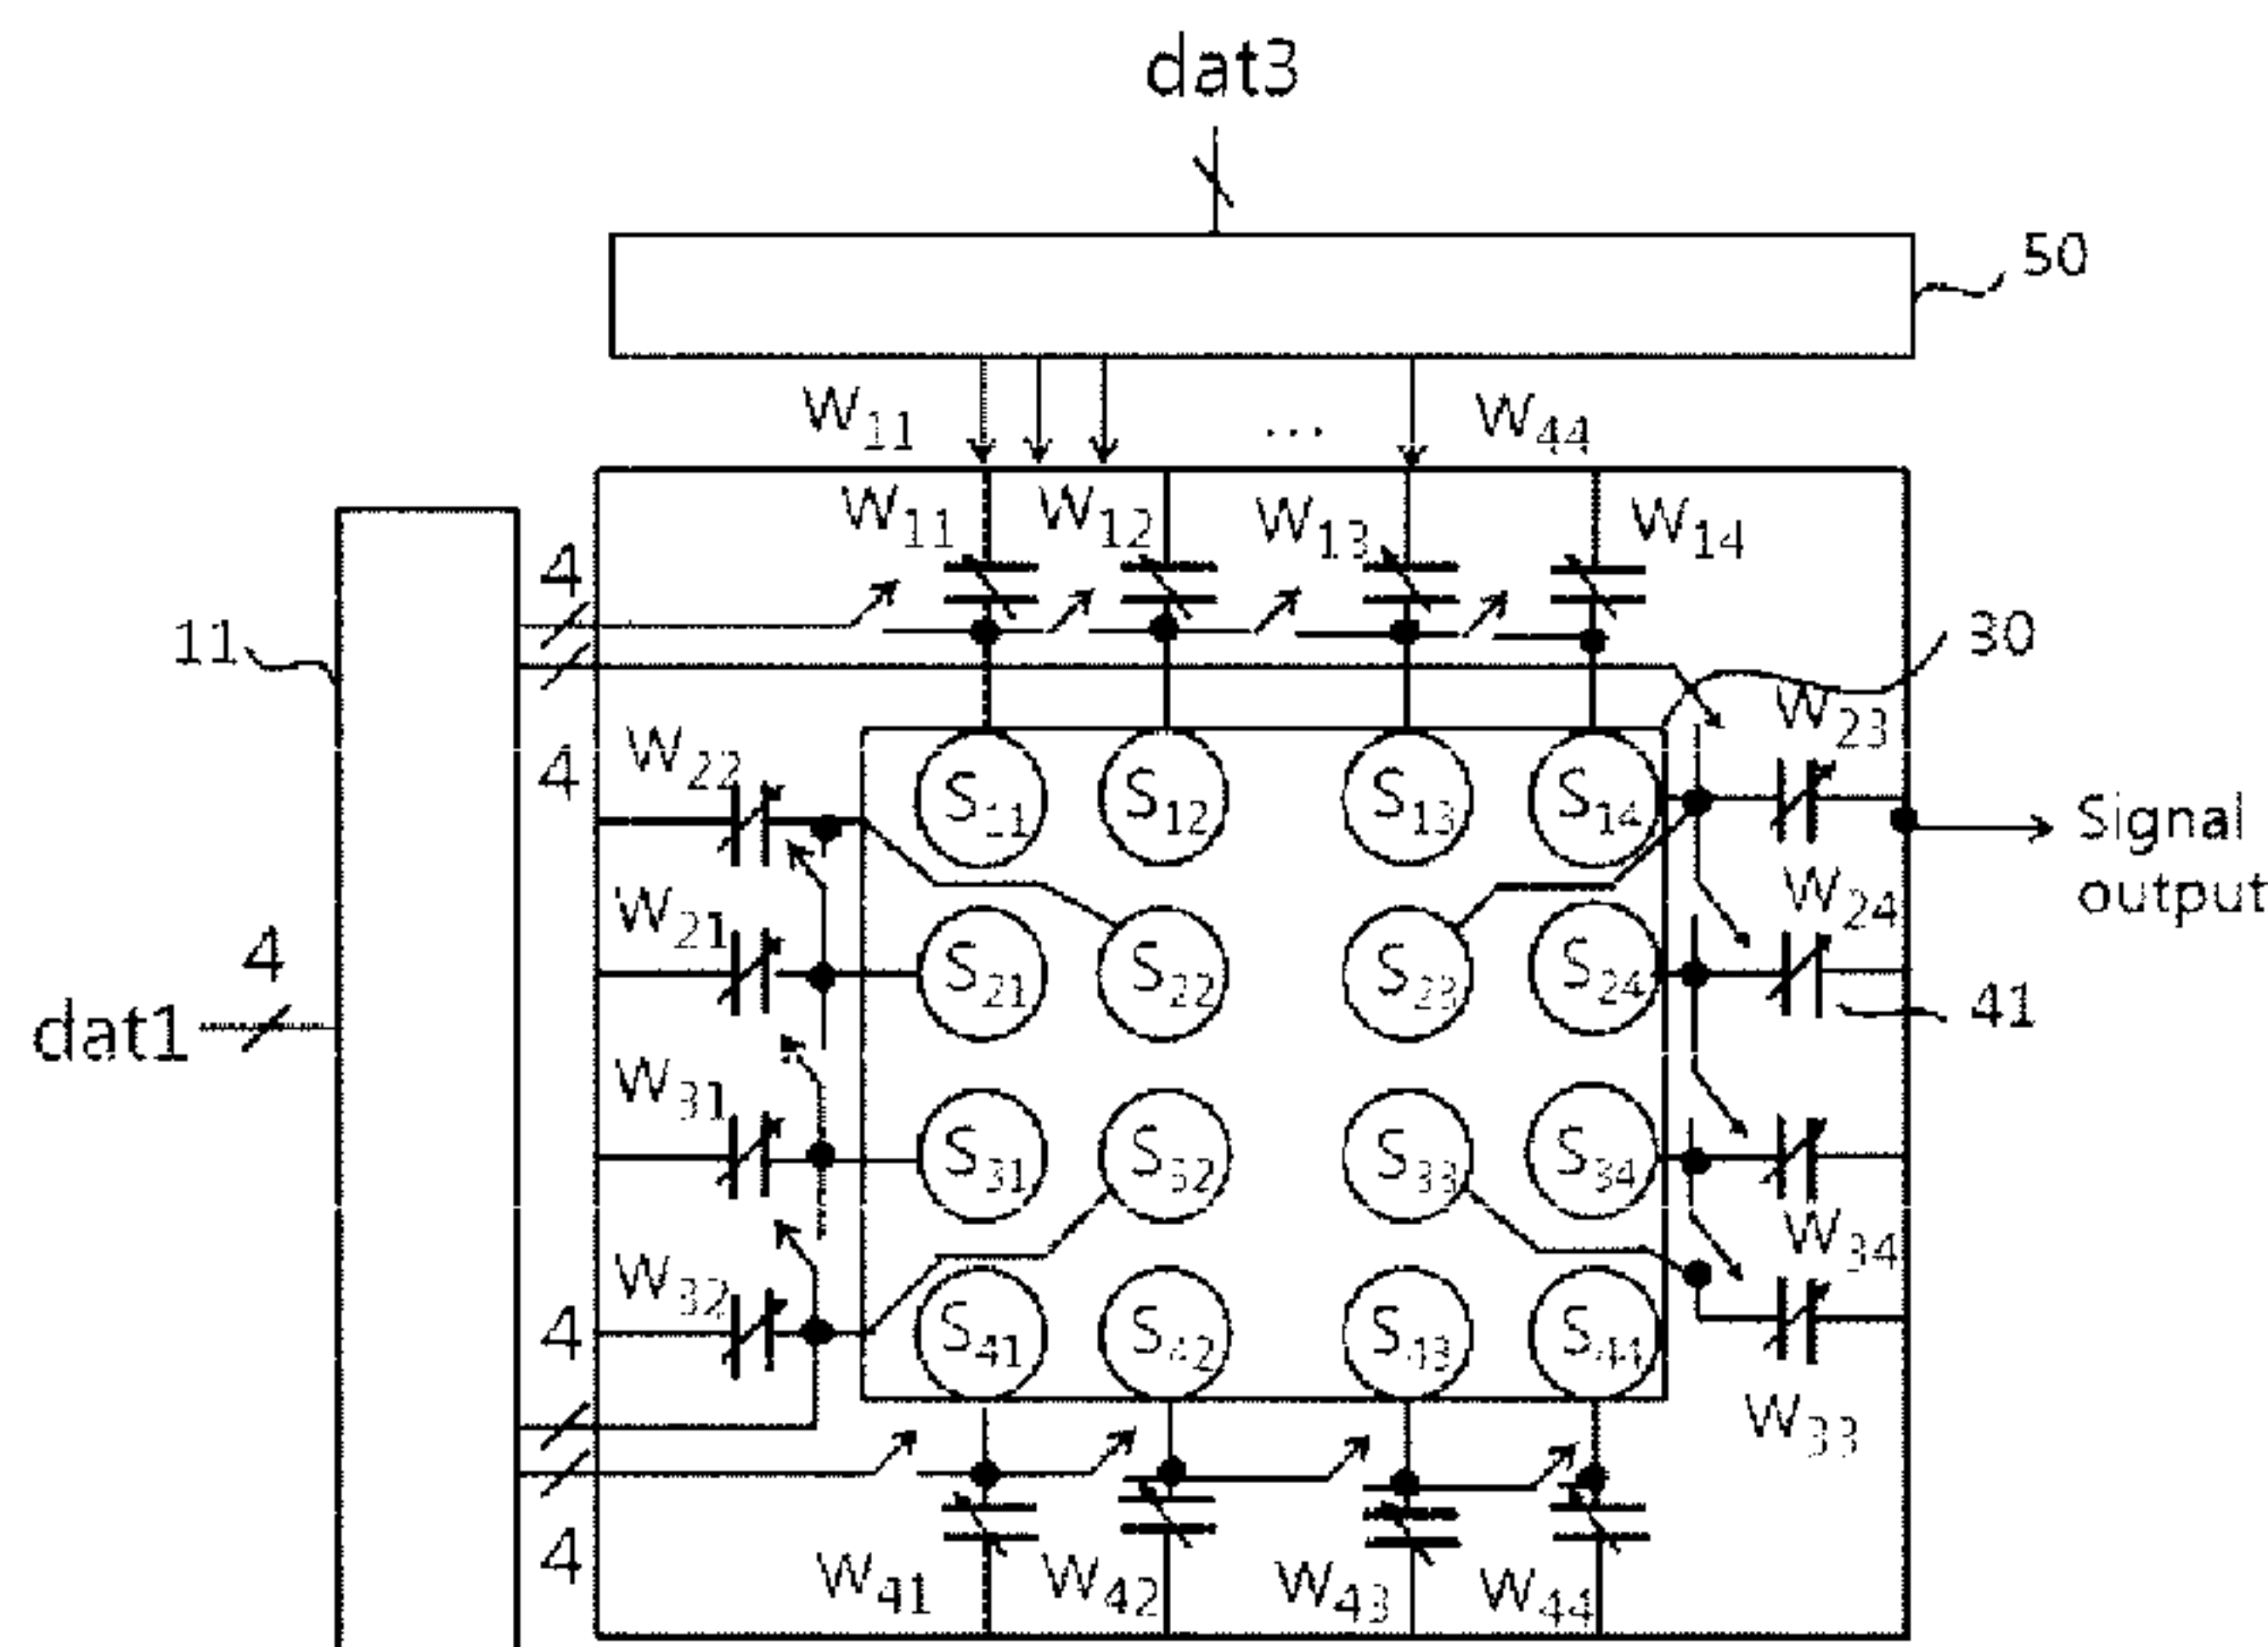 dat3
50
W11 ... W44
W11 W12 W13 W14
4
11
30
W22
4
W23
S11 S12 S13 S14
Signal
output
W21
W24
4
dat1
S21 S22 S23 S24
41
W31
S31 S32 S33 S34
W32
W34
4
S41 S42 S43 S44
W33
4
W41 W42 W43 W44